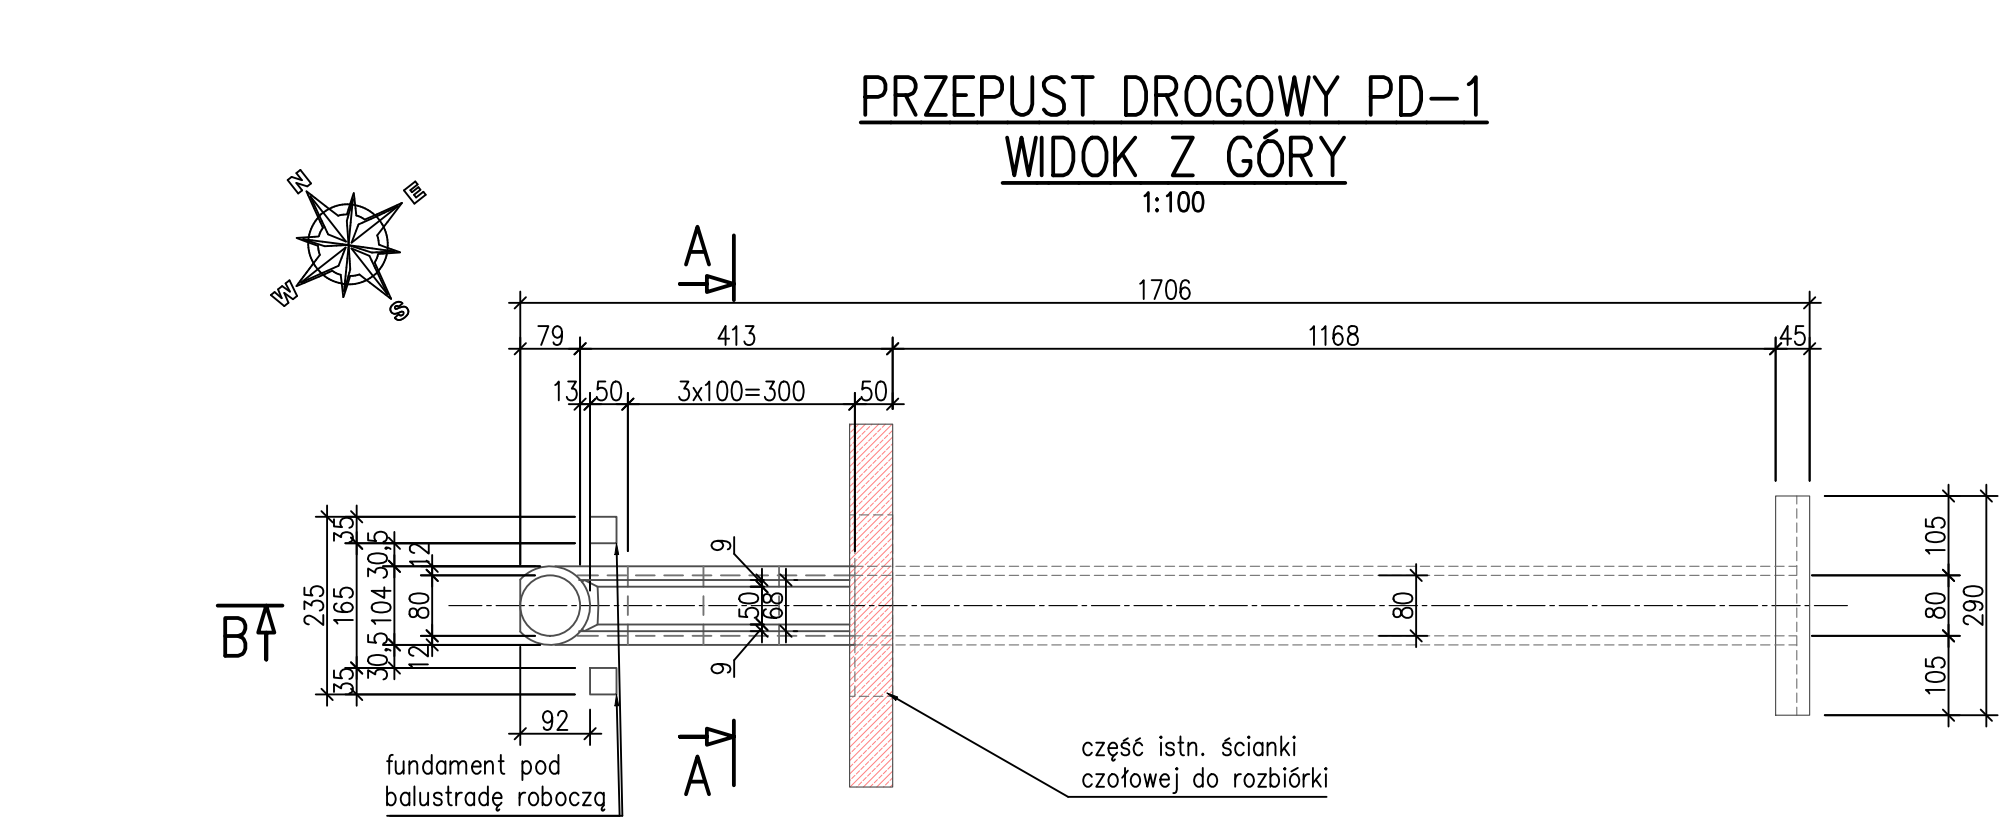 PRZEPUST DROGOWY PD-1
WIDOK Z GÓRY
1:100
N
E
W
S
A
1706
79
413
1168
45
13
50
3x100=300
50
35
30,5
12
9
105
235
165
104
80
50
68
80
80
290
B
35
30,5
12
9
105
92
A
fundament pod
balustradę roboczą
część istn. ścianki
czołowej do rozbiórki